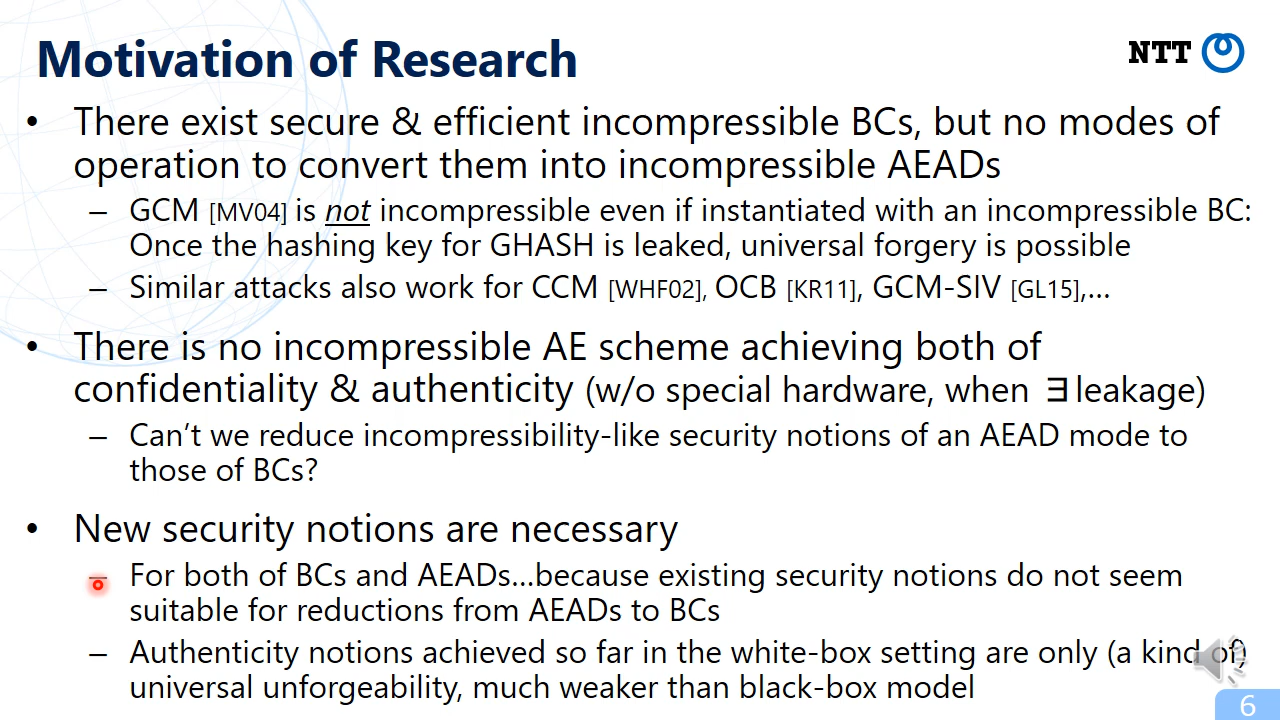 Motivation of Research
NTT
• There exist secure & efficient incompressible BCs, but no modes of
operation to convert them into incompressible AEADs
– GCM [MV04] is not incompressible even if instantiated with an incompressible BC:
Once the hashing key for GHASH is leaked, universal forgery is possible
– Similar attacks also work for CCM [WHF02], OCB [KR11], GCM-SIV [GL15],…
• There is no incompressible AE scheme achieving both of
confidentiality & authenticity (w/o special hardware, when ∃leakage)
– Can't we reduce incompressibility-like security notions of an AEAD mode to
those of BCs?
• New security notions are necessary
– For both of BCs and AEADs…because existing security notions do not seem
suitable for reductions from AEADs to BCs
– Authenticity notions achieved so far in the white-box setting are only (a kind of)
universal unforgeability, much weaker than black-box model
6